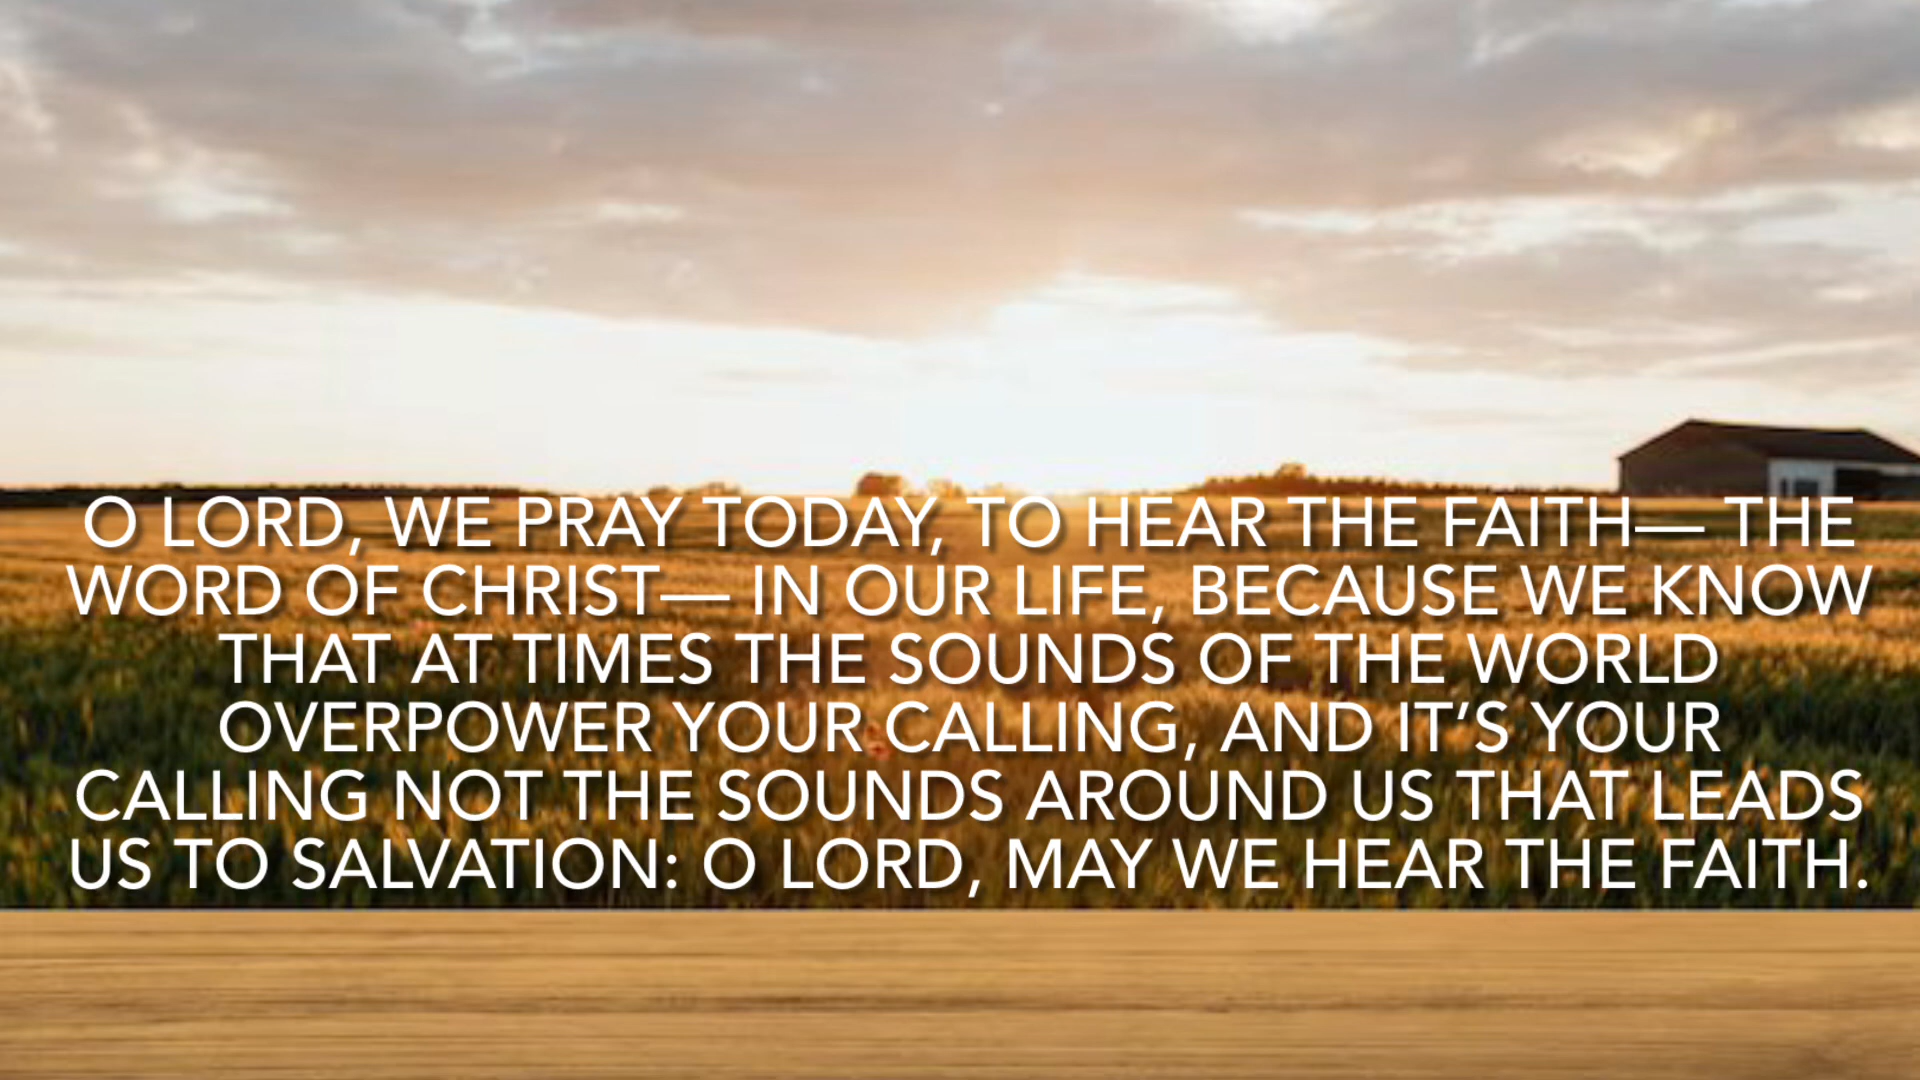 O LORD, WE PRAY TODAY, TO HEAR THE FAITH— THE
WORD OF CHRIST— IN OUR LIFE, BECAUSE WE KNOW
THAT AT TIMES THE SOUNDS OF THE WORLD
OVERPOWER YOUR CALLING, AND IT’S YOUR
CALLING NOT THE SOUNDS AROUND US THAT LEADS
US TO SALVATION: O LORD, MAY WE HEAR THE FAITH.